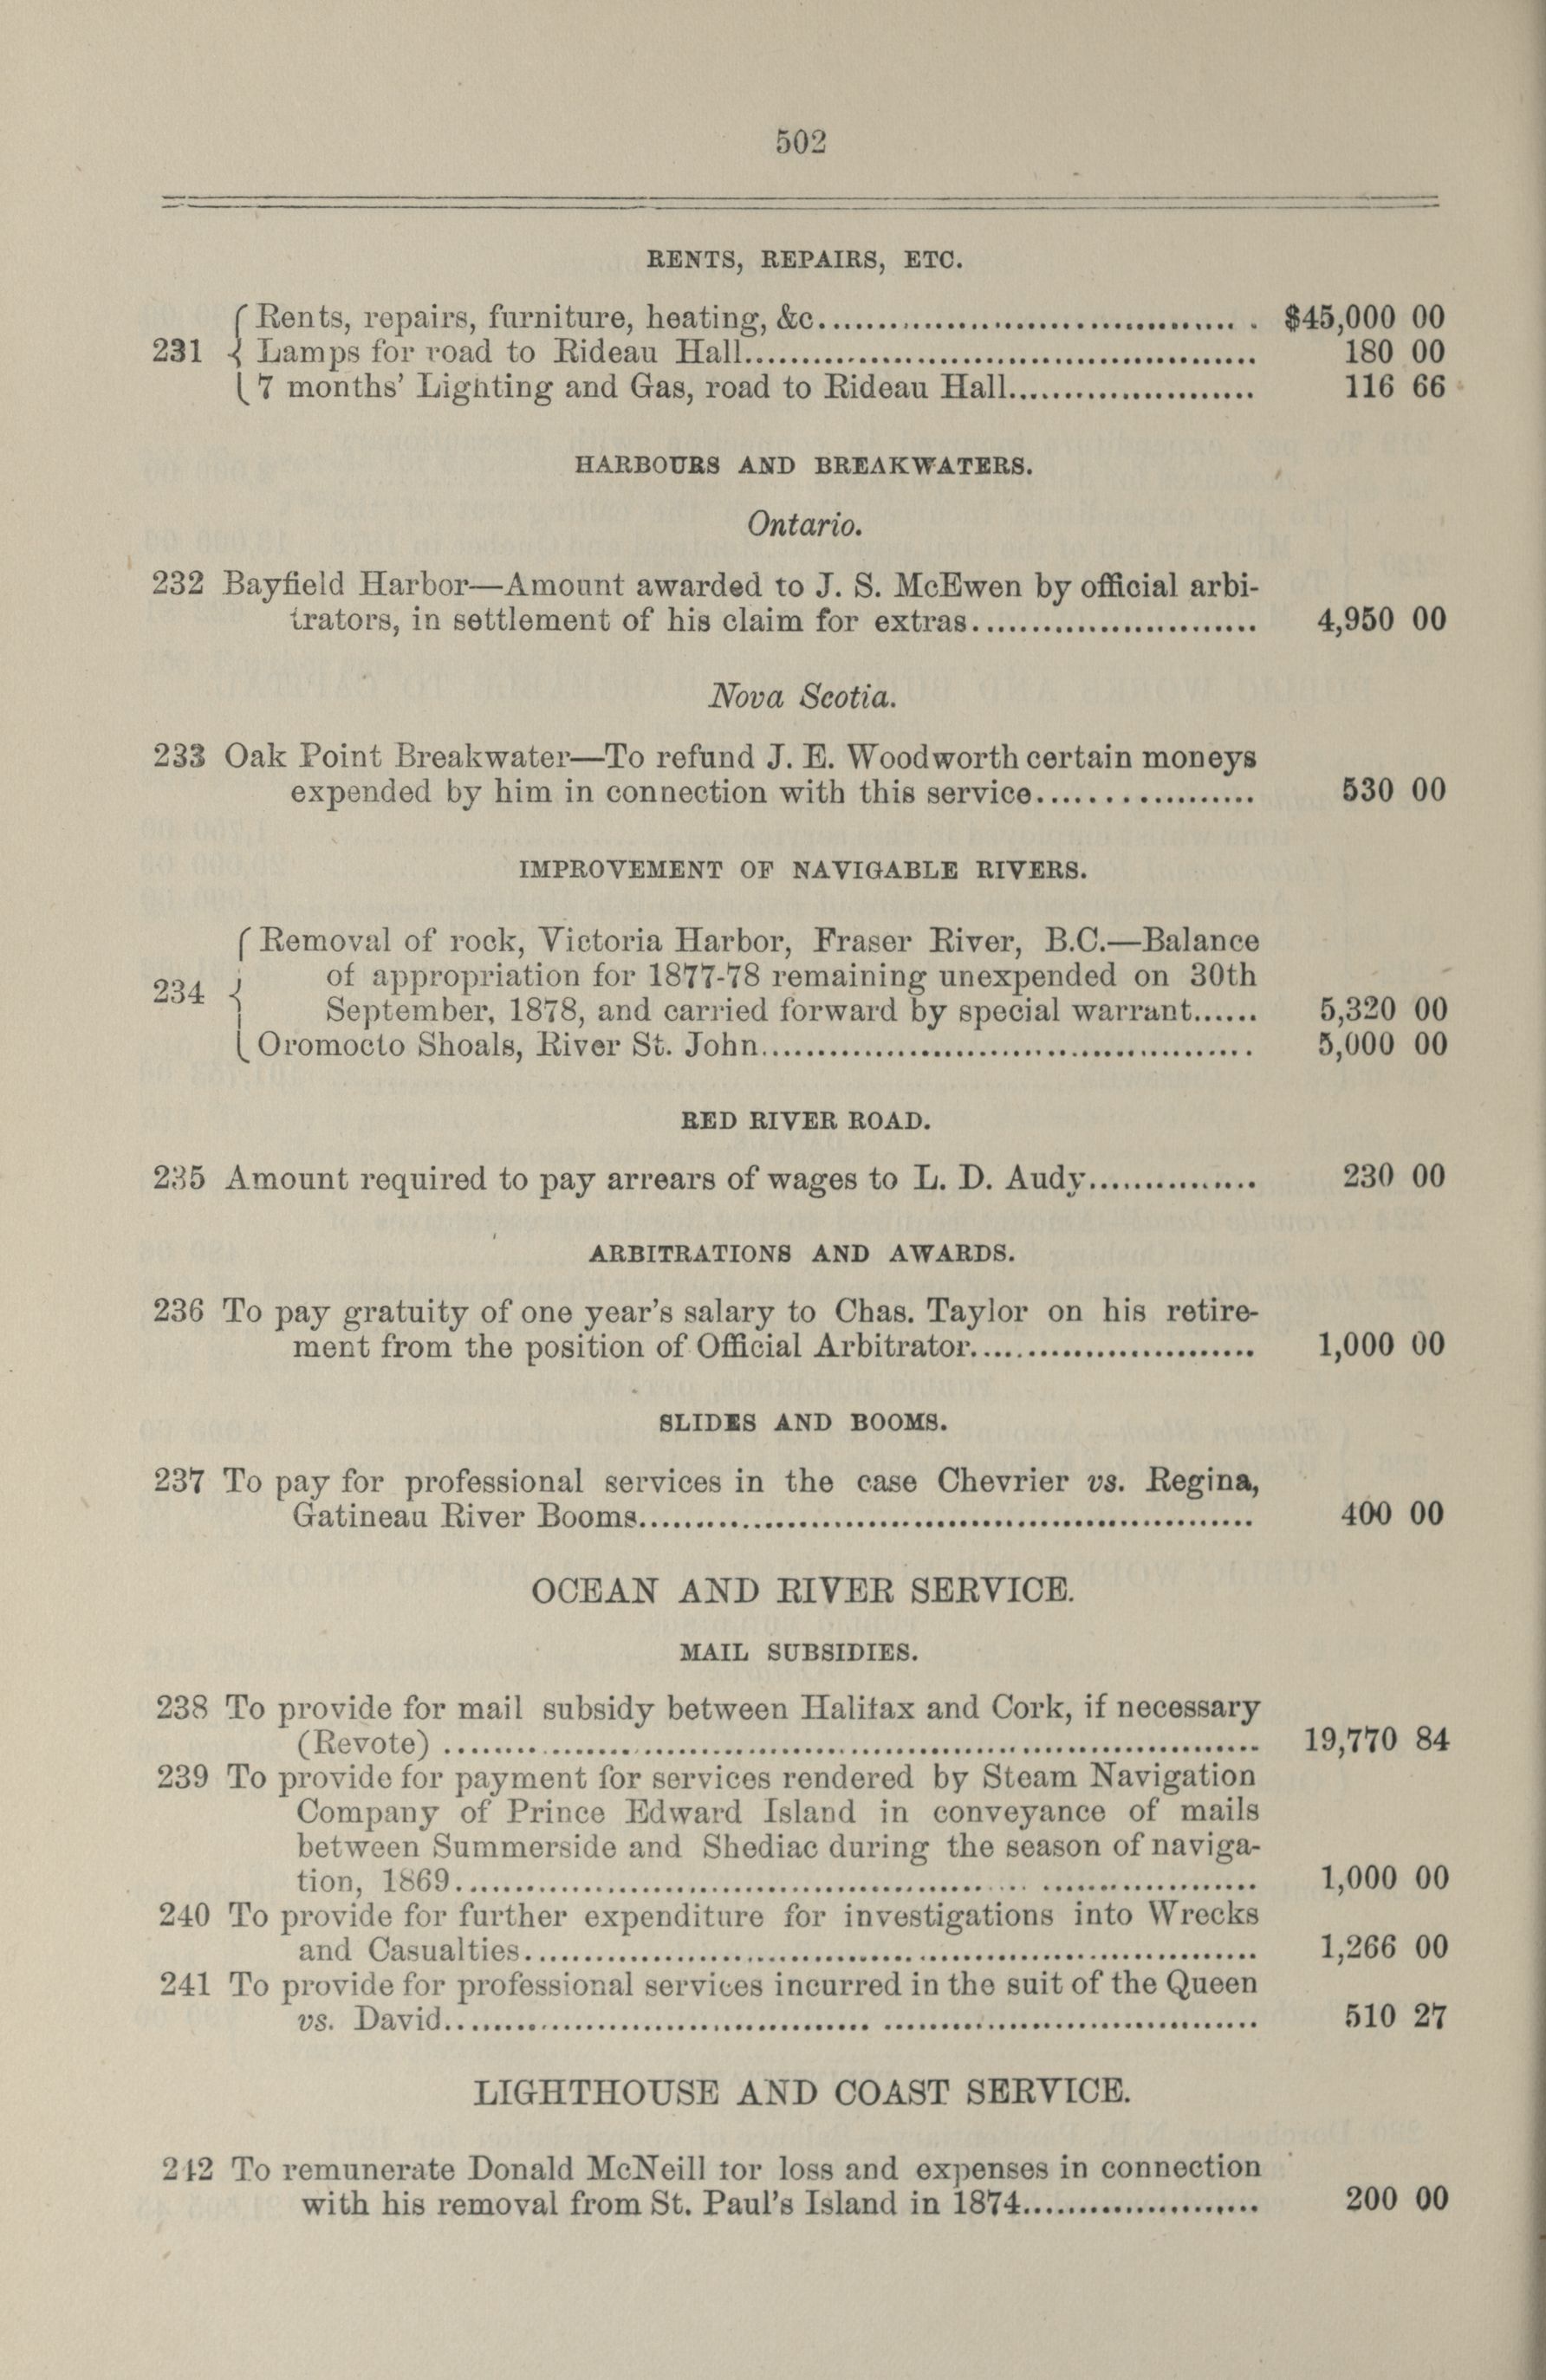 502
RENTS, REPAIRS, ETC.
Rents, repairs, furniture, heating, &c. $45,000 00
231 Lamps for road to Rideau Hall 180 00
7 months' Lighting and Gas, road to Rideau Hall 116 66
HARBOURS AND BREAKWATERS.
Ontario.
232 Bayfield Harbor—Amount awarded to J. S. McEwen by official arbi-
trators, in settlement of his claim for extras 4,950 00
Nova Scotia.
233 Oak Point Breakwater—To refund J. E. Woodworth certain moneys
expended by him in connection with this service 530 00
IMPROVEMENT OF NAVIGABLE RIVERS.
Removal of rock, Victoria Harbor, Fraser River, B.C.—Balance
234 of appropriation for 1877-78 remaining unexpended on 30th
September, 1878, and carried forward by special warrant 5,320 00
Oromocto Shoals, River St. John 5,000 00
RED RIVER ROAD.
235 Amount required to pay arrears of wages to L. D. Audy 230 00
ARBITRATIONS AND AWARDS.
236 To pay gratuity of one year's salary to Chas. Taylor on his retire-
ment from the position of Official Arbitrator 1,000 00
SLIDES AND BOOMS.
237 To pay for professional services in the case Chevrier vs. Regina,
Gatineau River Booms 400 00
OCEAN AND RIVER SERVICE.
MAIL SUBSIDIES.
238 To provide for mail subsidy between Halifax and Cork, if necessary
(Revote) 19,770 84
239 To provide for payment for services rendered by Steam Navigation
Company of Prince Edward Island in conveyance of mails
between Summerside and Shediac during the season of naviga-
tion, 1869 1,000 00
240 To provide for further expenditure for investigations into Wrecks
and Casualties 1,266 00
241 To provide for professional services incurred in the suit of the Queen
vs. David 510 27
LIGHTHOUSE AND COAST SERVICE.
242 To remunerate Donald McNeill for loss and expenses in connection
with his removal from St. Paul's Island in 1874 200 00